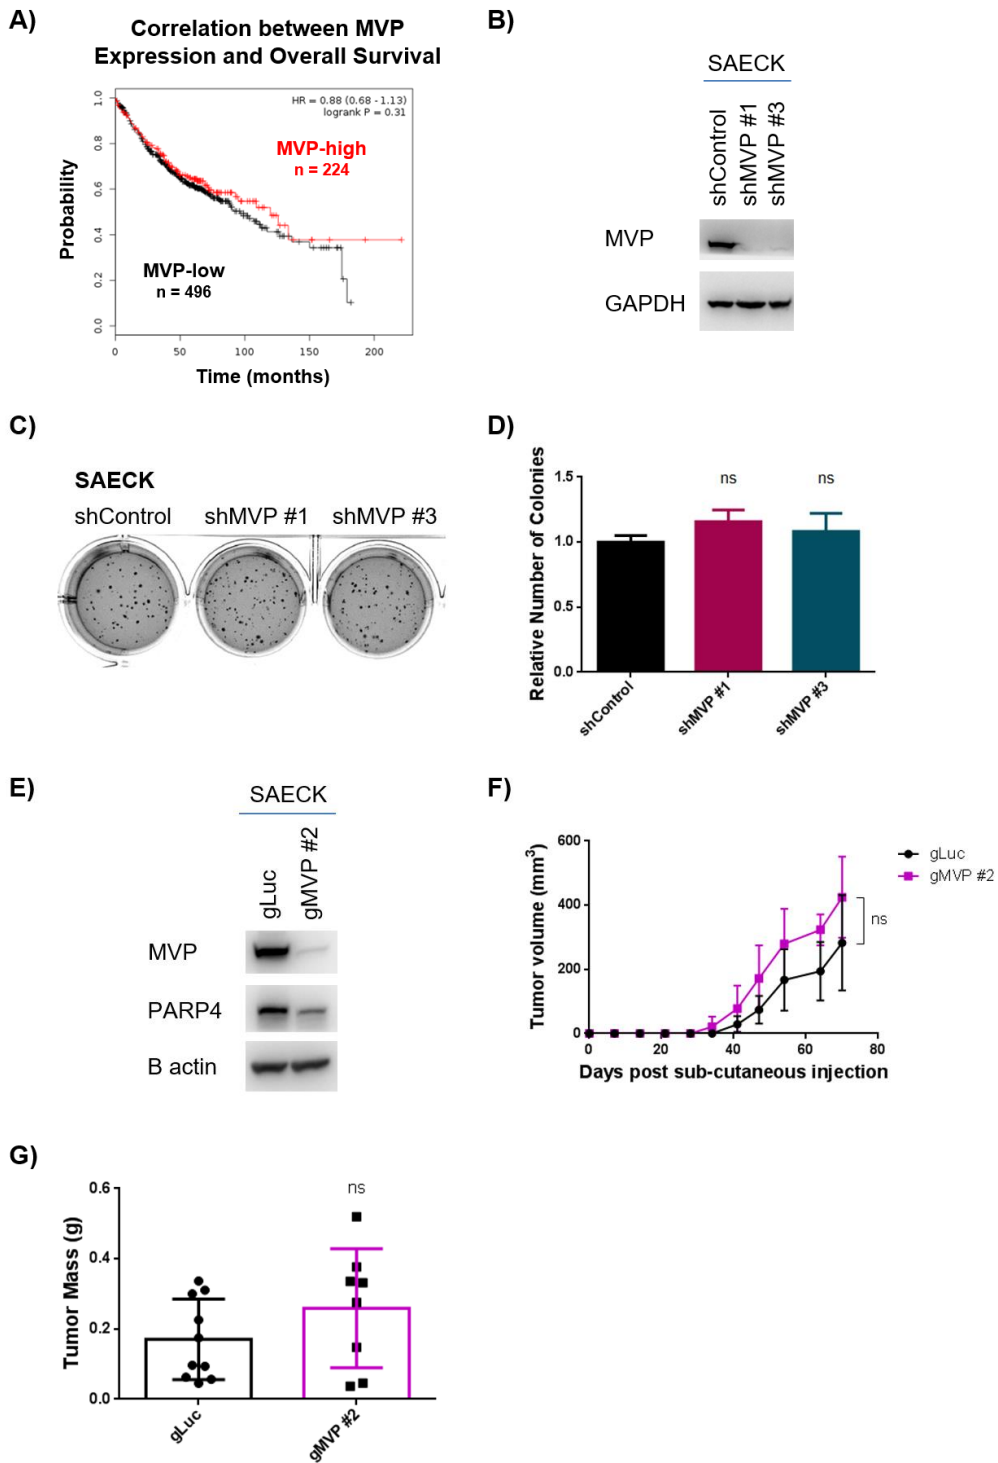 A)
Correlation between MVP
Expression and Overall Survival
HR = 0.88 (0.68 - 1.13)
logrank P = 0.31
MVP-high
n = 224
MVP-low
n = 496
Probability
0.0
0.2
0.4
0.6
0.8
1.0
0
50
100
150
200
Time (months)
B)
SAECK
shControl
shMVP #1
shMVP #3
MVP
GAPDH
C)
SAECK
shControl
shMVP #1
shMVP #3
D)
Relative Number of Colonies
1.5
1.0
0.5
0.0
ns
ns
shControl
shMVP #1
shMVP #3
E)
SAECK
gLuc
gMVP #2
MVP
PARP4
B actin
F)
Tumor volume (mm3)
600
400
200
0
0
20
40
60
80
Days post sub-cutaneous injection
gLuc
gMVP #2
ns
G)
Tumor Mass (g)
0.6
0.4
0.2
0.0
ns
gLuc
gMVP #2